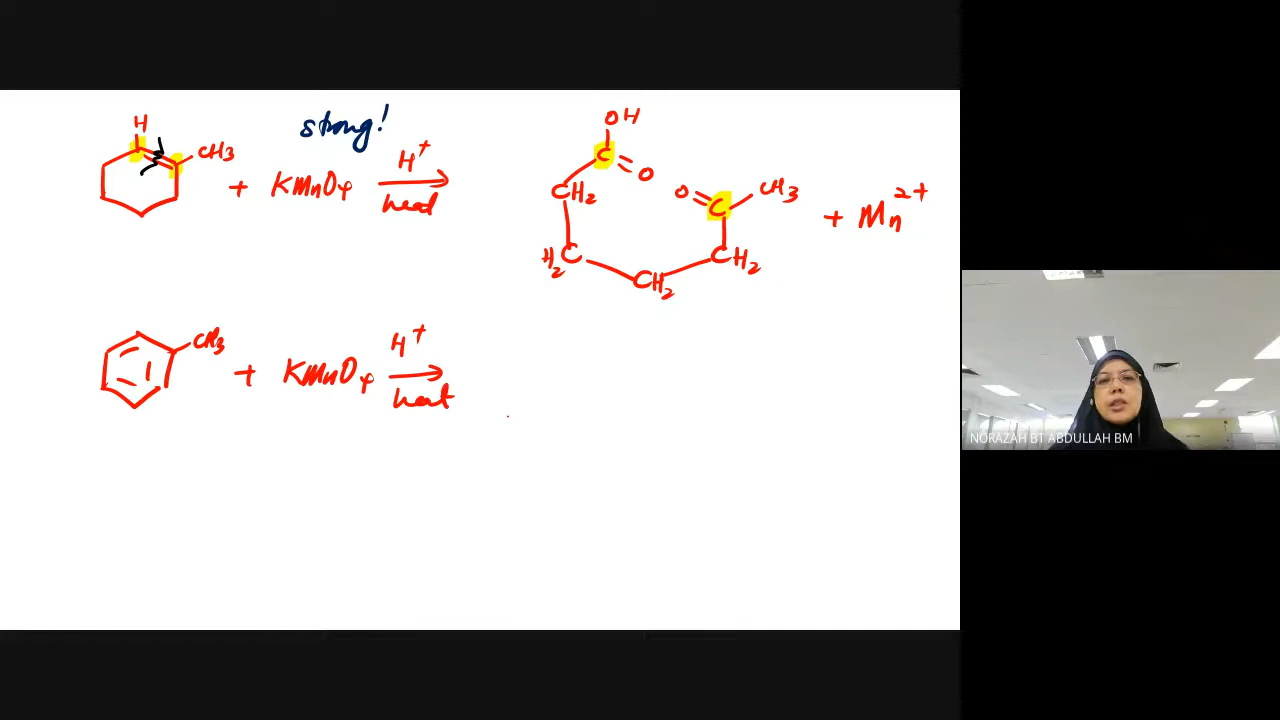 strong!
H
CH3 + KMnO4 H+ heat
OH
C
O
O
CH3
C
CH2
H2C
CH2
CH2
+ Mn2+
CH3 + KMnO4 H+ heat
NORAZAH BT ABDULLAH BM